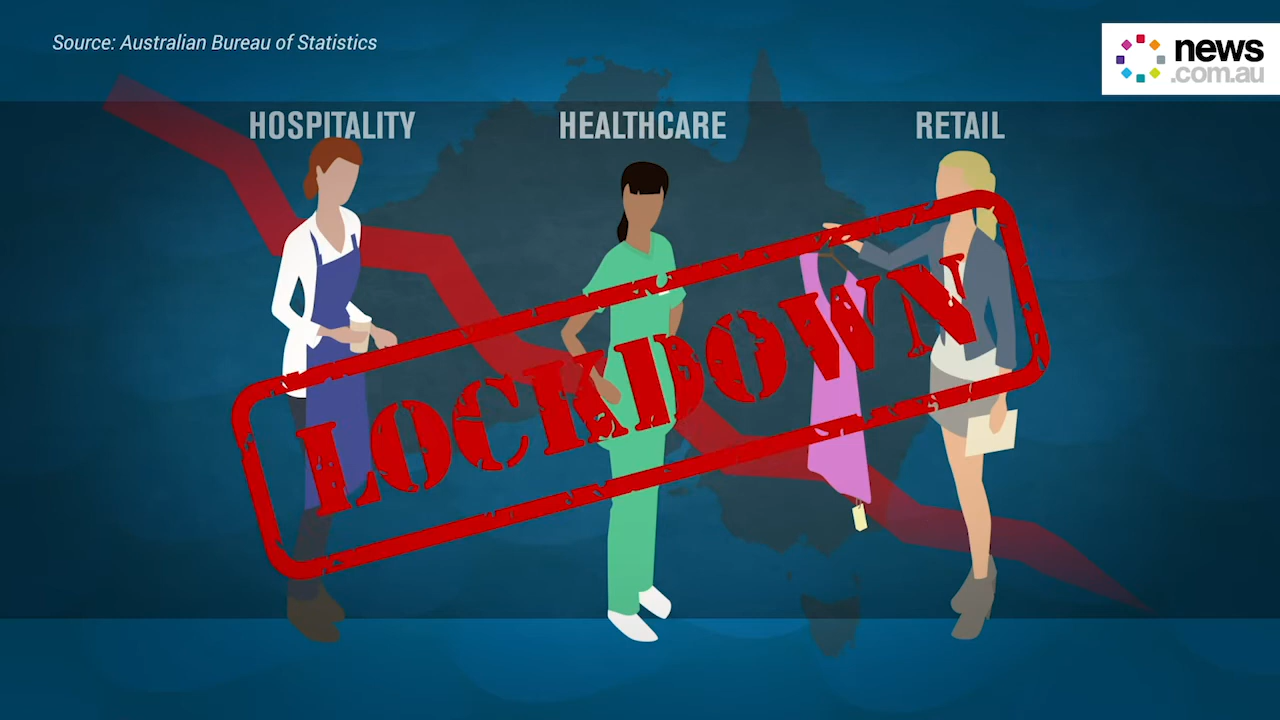 Source: Australian Bureau of Statistics
news
.com.au
HOSPITALITY
HEALTHCARE
RETAIL
LOCKDOWN